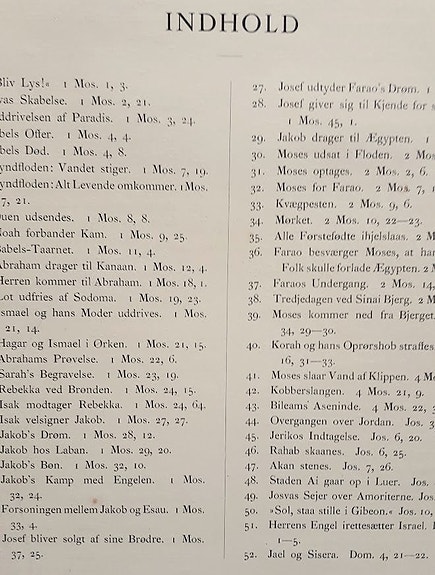 INDHOLD
Bliv Lys!« 1 Mos. 1, 3.
vas Skabelse. 1 Mos. 2, 21.
ddrivelsen af Paradis. 1 Mos. 3, 24.
bels Offer. 1 Mos. 4, 4.
bels Død. 1 Mos. 4, 8.
yndfloden: Vandet stiger. 1 Mos. 7, 19.
yndfloden: Alt Levende omkommer. 1 Mos.
7, 21.
Duen udsendes. 1 Mos. 8, 8.
Noah forbander Kam. 1 Mos. 9, 25.
Babels-Taarnet. 1 Mos. 11, 4.
Abraham drager til Kanaan. 1 Mos. 12, 4.
Herren kommer til Abraham. 1 Mos. 18, 1.
Lot udfries af Sodoma. 1 Mos. 19, 23.
Ismael og hans Moder uddrives. 1 Mos.
21, 14.
Hagar og Ismael i Ørken. 1 Mos. 21, 15.
Abrahams Prøvelse. 1 Mos. 22, 6.
Sarah's Begravelse. 1 Mos. 23, 19.
Rebekka ved Brønden. 1 Mos. 24, 15.
Isak modtager Rebekka. 1 Mos. 24, 64.
Isak velsigner Jakob. 1 Mos. 27, 27.
Jakob's Drøm. 1 Mos. 28, 12.
Jakob hos Laban. 1 Mos. 29, 20.
Jakob's Bøn. 1 Mos. 32, 10.
Jakob's Kamp med Engelen. 1 Mos.
32, 24.
Forsoningen mellem Jakob og Esau. 1 Mos.
33, 4.
Josef bliver solgt af sine Brødre. 1 Mos.
37, 25.
27. Josef udtyder Farao's Drøm. 1
28. Josef giver sig til Kjende for s
1 Mos. 45, 1.
29. Jakob drager til Ægypten. 1
30. Moses udsat i Floden. 2 Mos
31. Moses optages. 2 Mos. 2, 6.
32. Moses for Farao. 2 Mos. 7, 1
33. Kvægpesten. 2 Mos. 9, 6.
34. Mørket. 2 Mos. 10, 22—23.
35. Alle Førstefødte ihjelslaas. 2 M
36. Farao besværger Moses, at han
Folk skulle forlade Ægypten. 2 M
37. Faraos Undergang. 2 Mos. 14,
38. Tredjedagen ved Sinai Bjerg. 2 M
39. Moses kommer ned fra Bjerget.
34, 29—30.
40. Korah og hans Oprørshob straffes
16, 31—33.
41. Moses slaar Vand af Klippen. 4 M
42. Kobberslangen. 4 Mos. 21, 9.
43. Bileams Aseninde. 4 Mos. 22,
44. Overgangen over Jordan. Jos. 3
45. Jerikos Indtagelse. Jos. 6, 20.
46. Rahab skaanes. Jos. 6, 25.
47. Akan stenes. Jos. 7, 26.
48. Staden Ai gaar op i Luer. Jos.
49. Josvas Sejer over Amoriterne. Jos
50. »Sol, staa stille i Gibeon.« Jos. 10,
51. Herrens Engel irettesætter Israel.
1—5.
52. Jael og Sisera. Dom. 4, 21—22.